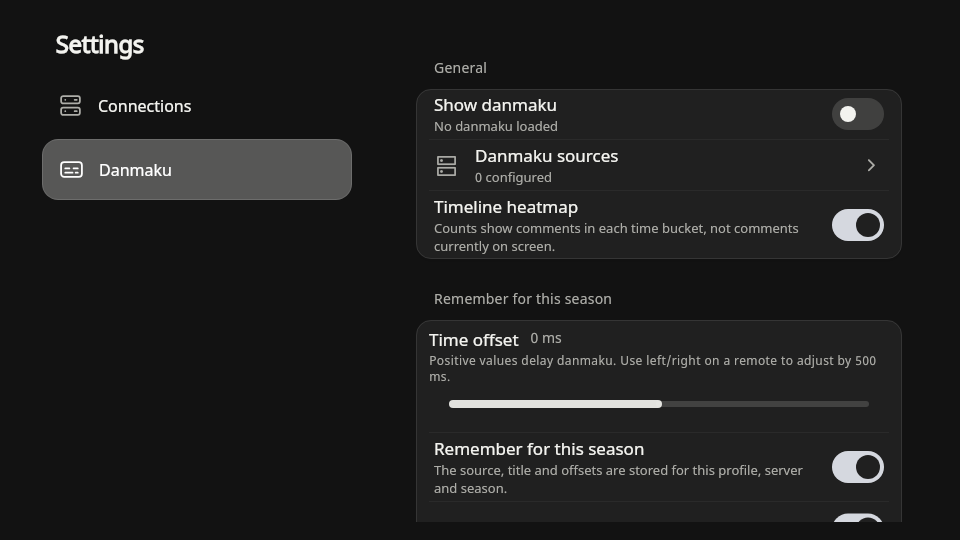 Settings
Connections
Danmaku
General
Show danmaku
No danmaku loaded
Danmaku sources
0 configured
Timeline heatmap
Counts show comments in each time bucket, not comments
currently on screen.
Remember for this season
Time offset 0 ms
Positive values delay danmaku. Use left/right on a remote to adjust by 500
ms.
Remember for this season
The source, title and offsets are stored for this profile, server
and season.